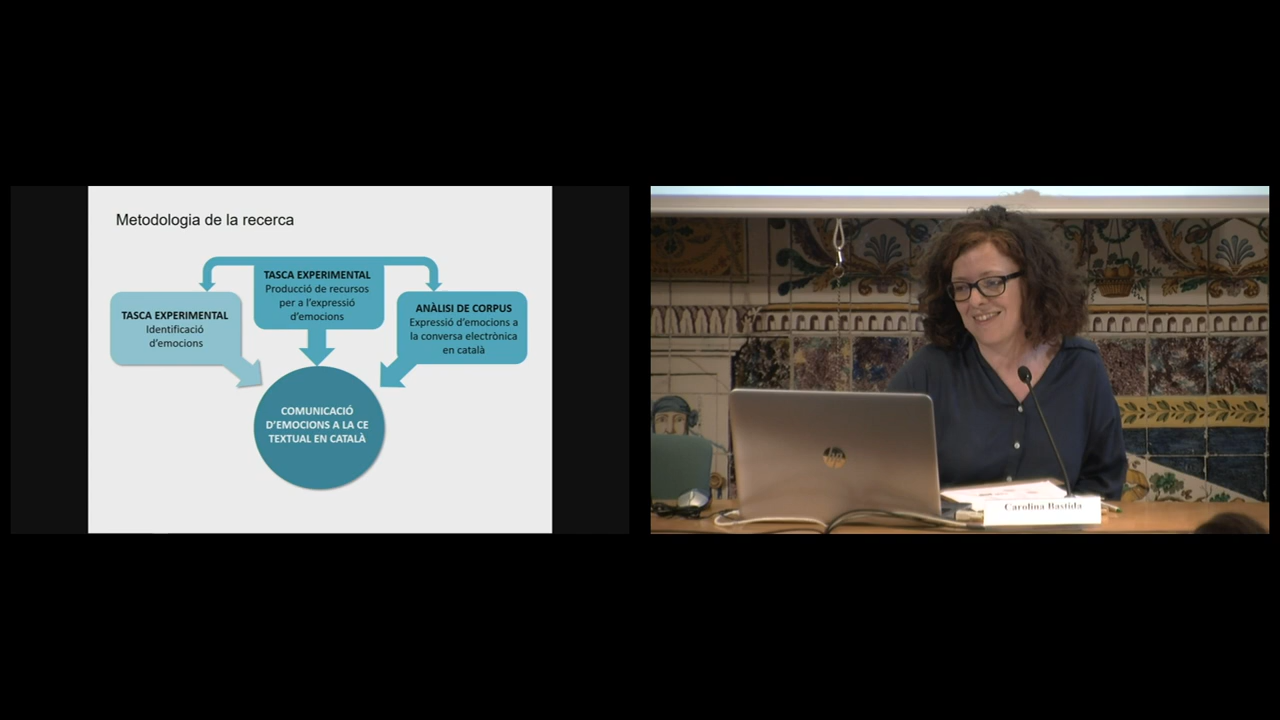 Metodologia de la recerca
TASCA EXPERIMENTAL
Identificació
d'emocions
TASCA EXPERIMENTAL
Producció de recursos
per a l'expressió
d'emocions
ANÀLISI DE CORPUS
Expressió d'emocions a
la conversa electrònica
en català
COMUNICACIÓ
D'EMOCIONS A LA CE
TEXTUAL EN CATALÀ
hp
Carolina Bastida